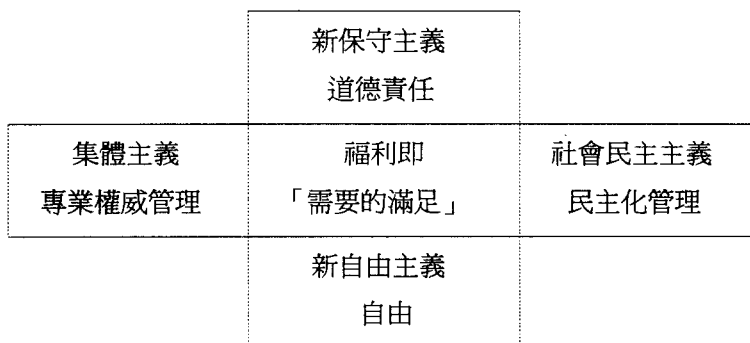 新保守主義
道德責任
集體主義 福利即 社會民主主義
專業權威管理 「需要的滿足」 民主化管理
新自由主義
自由